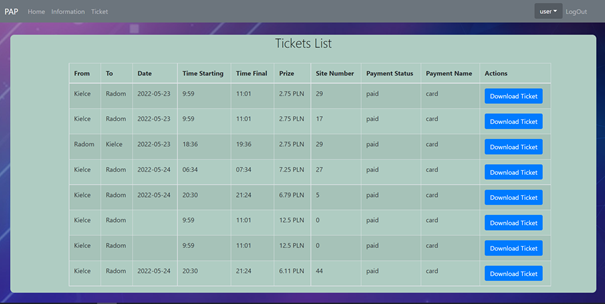 PAP Home Information Ticket user LogOut
Tickets List
From To Date Time Starting Time Final Prize Site Number Payment Status Payment Name Actions
Kielce Radom 2022-05-23 9:59 11:01 2.75 PLN 29 paid card Download Ticket
Kielce Radom 2022-05-23 9:59 11:01 2.75 PLN 17 paid card Download Ticket
Radom Kielce 2022-05-23 18:36 19:36 2.75 PLN 29 paid card Download Ticket
Kielce Radom 2022-05-24 06:34 07:34 7.25 PLN 27 paid card Download Ticket
Kielce Radom 2022-05-24 20:30 21:24 6.79 PLN 5 paid card Download Ticket
Kielce Radom 9:59 11:01 12.5 PLN 0 paid card Download Ticket
Kielce Radom 9:59 11:01 12.5 PLN 0 paid card Download Ticket
Kielce Radom 2022-05-24 20:30 21:24 6.11 PLN 44 paid card Download Ticket